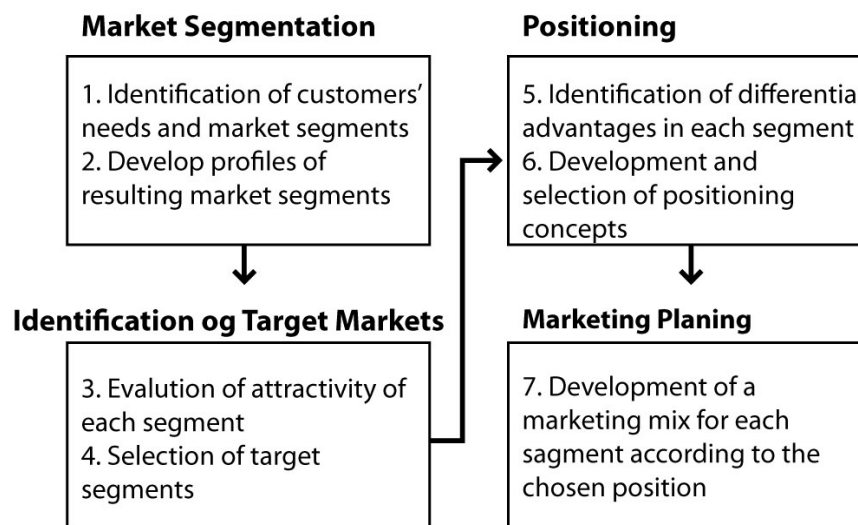 Market Segmentation
1. Identification of customers’
needs and market segments
2. Develop profiles of
resulting market segments
Identification og Target Markets
3. Evalution of attractivity of
each segment
4. Selection of target
segments
Positioning
5. Identification of differentia
advantages in each segment
6. Development and
selection of positioning
concepts
Marketing Planing
7. Development of a
marketing mix for each
sagment according to the
chosen position